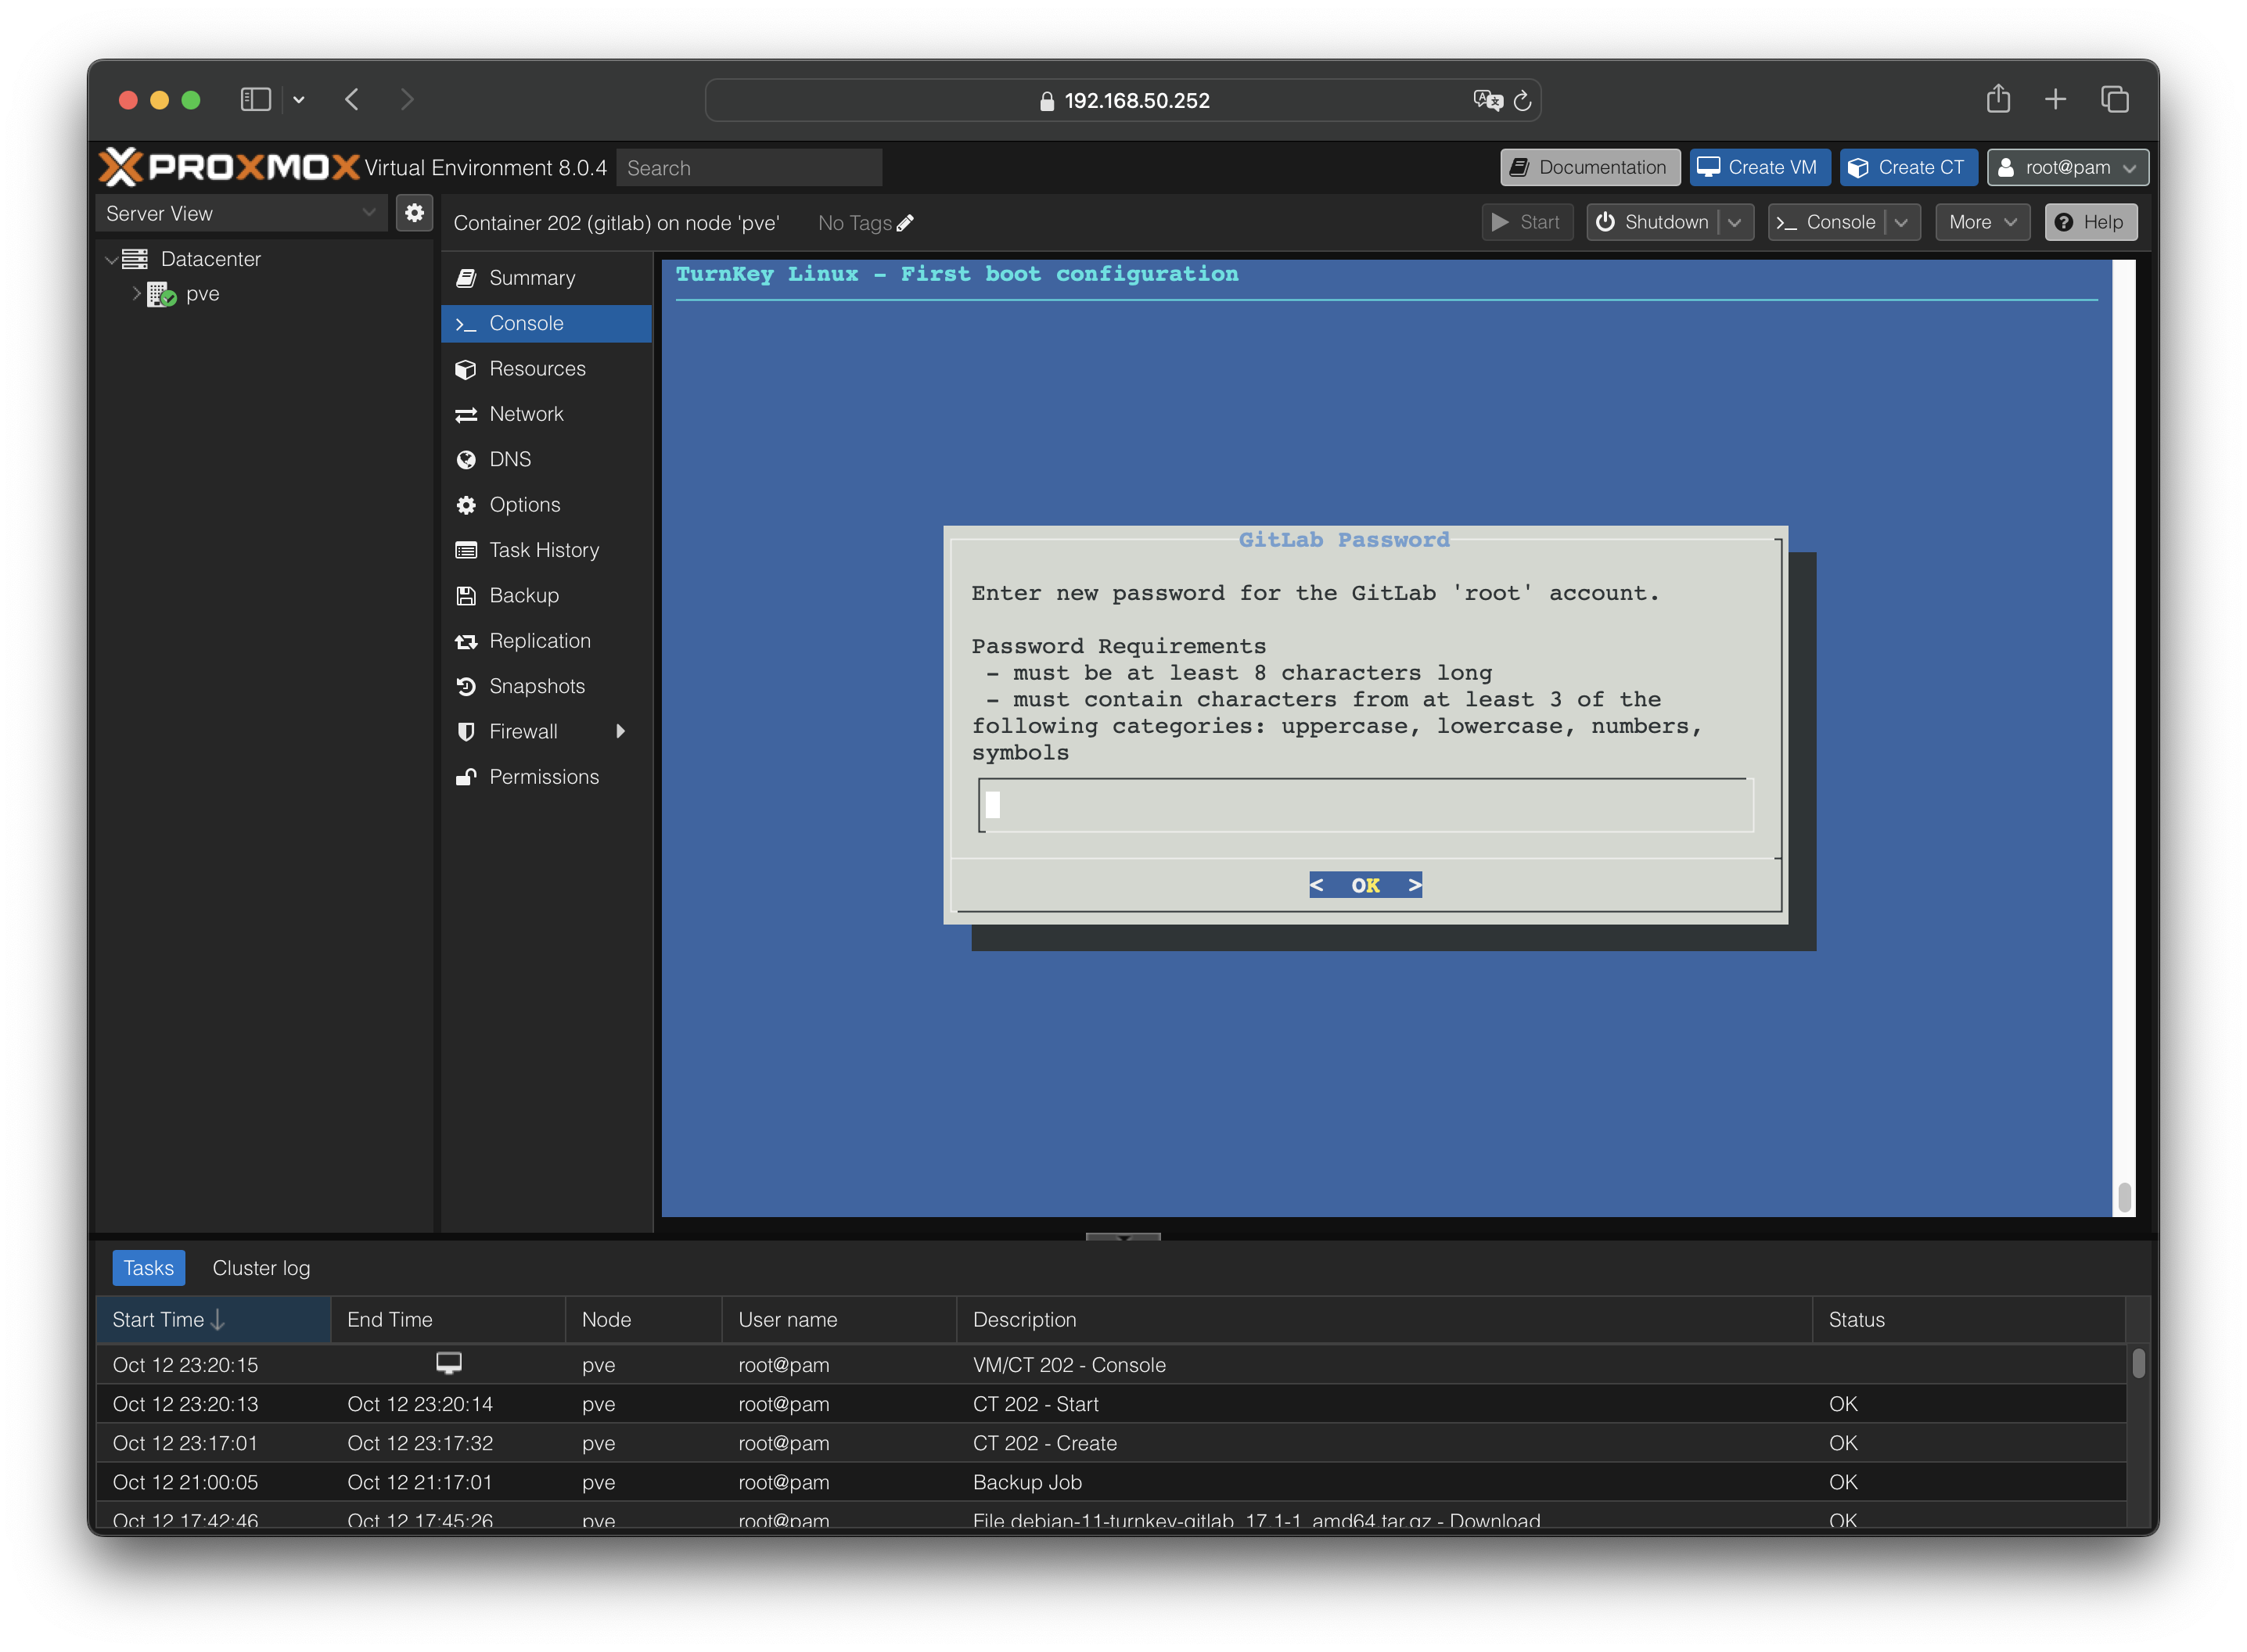 192.168.50.252
PROXMOX Virtual Environment 8.0.4 Search Documentation Create VM Create CT root@pam
Server View
Container 202 (gitlab) on node 'pve' No Tags Start Shutdown Console More Help
Datacenter
pve
Summary
Console
Resources
Network
DNS
Options
Task History
Backup
Replication
Snapshots
Firewall
Permissions
TurnKey Linux - First boot configuration
GitLab Password
Enter new password for the GitLab 'root' account.
Password Requirements
- must be at least 8 characters long
- must contain characters from at least 3 of the
following categories: uppercase, lowercase, numbers,
symbols
< OK >
Tasks Cluster log
Start Time End Time Node User name Description Status
Oct 12 23:20:15 pve root@pam VM/CT 202 - Console
Oct 12 23:20:13 Oct 12 23:20:14 pve root@pam CT 202 - Start OK
Oct 12 23:17:01 Oct 12 23:17:32 pve root@pam CT 202 - Create OK
Oct 12 21:00:05 Oct 12 21:17:01 pve root@pam Backup Job OK
Oct 12 17:42:46 Oct 12 17:45:26 pve root@pam File debian-11-turnkey-gitlab_17.1-1_amd64.tar.gz - Download OK